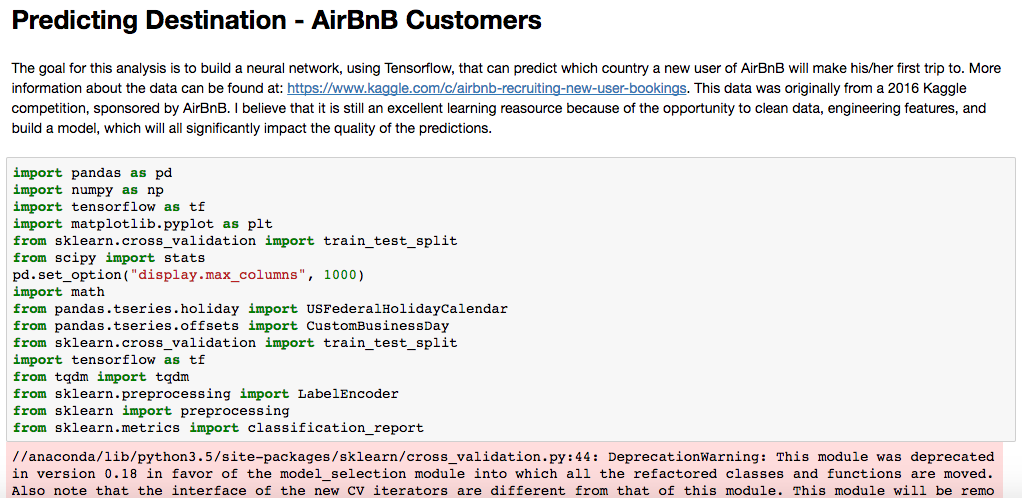 Predicting Destination - AirBnB Customers
The goal for this analysis is to build a neural network, using Tensorflow, that can predict which country a new user of AirBnB will make his/her first trip to. More
information about the data can be found at: https://www.kaggle.com/c/airbnb-recruiting-new-user-bookings. This data was originally from a 2016 Kaggle
competition, sponsored by AirBnB. I believe that it is still an excellent learning reasource because of the opportunity to clean data, engineering features, and
build a model, which will all significantly impact the quality of the predictions.
import pandas as pd
import numpy as np
import tensorflow as tf
import matplotlib.pyplot as plt
from sklearn.cross_validation import train_test_split
from scipy import stats
pd.set_option("display.max_columns", 1000)
import math
from pandas.tseries.holiday import USFederalHolidayCalendar
from pandas.tseries.offsets import CustomBusinessDay
from sklearn.cross_validation import train_test_split
import tensorflow as tf
from tqdm import tqdm
from sklearn.preprocessing import LabelEncoder
from sklearn import preprocessing
from sklearn.metrics import classification_report
//anaconda/lib/python3.5/site-packages/sklearn/cross_validation.py:44: DeprecationWarning: This module was deprecated
in version 0.18 in favor of the model_selection module into which all the refactored classes and functions are moved.
Also note that the interface of the new CV iterators are different from that of this module. This module will be remo